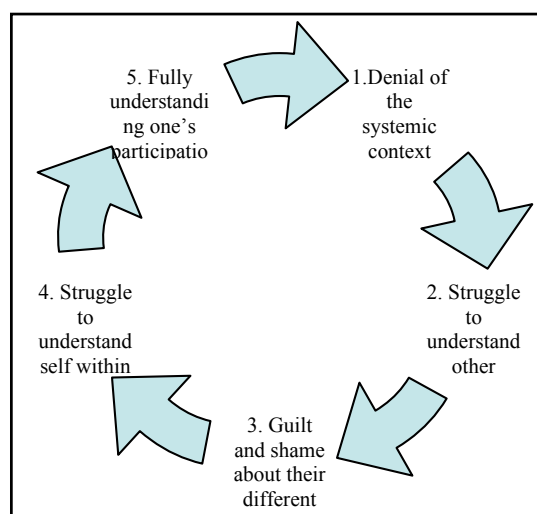 1.Denial of
the
systemic
context
2. Struggle
to
understand
other
3. Guilt
and shame
about their
different
4. Struggle
to
understand
self within
5. Fully
understandi
ng one's
participatio